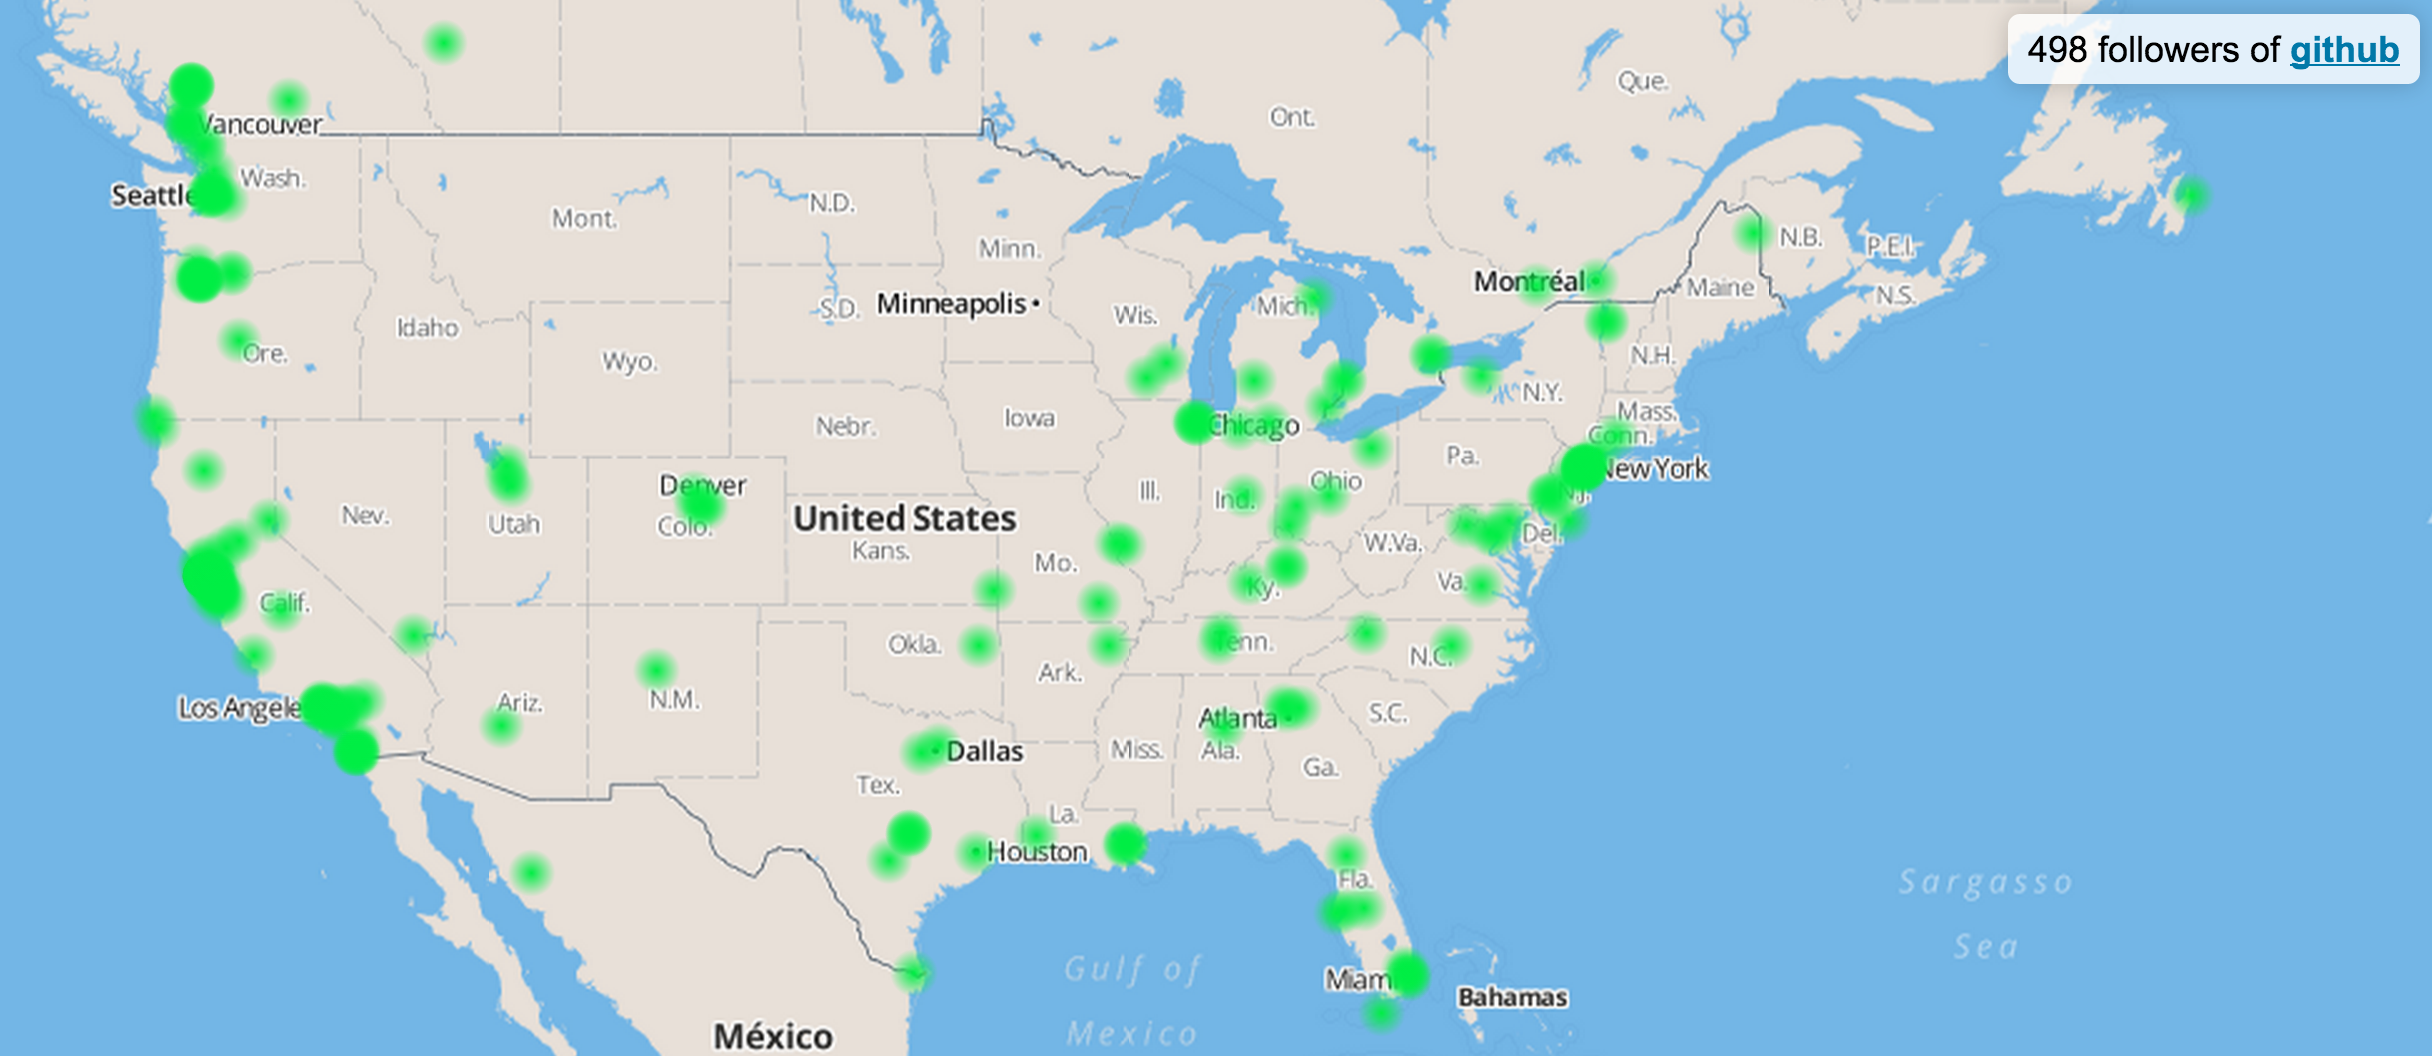 498 followers of github
Que.
Ont.
Vancouver
Wash.
Seattle
Mont.
N.D.
Minn.
N.B.
P.E.I.
Montréal
Maine
N.S.
Minneapolis
S.D.
Mich.
Wis.
Idaho
Ore.
Wyo.
N.H.
N.Y.
Mass.
Iowa
Nebr.
Chicago
Conn.
Pa.
New York
Denver
Ohio
Ill.
Ind.
N.J.
Nev.
Utah
Colo.
United States
Kans.
Del.
W.Va.
Mo.
Va.
Ky.
Calif.
Okla.
Tenn.
N.C.
Ark.
Ariz.
N.M.
Los Angele
Atlanta
S.C.
Dallas
Miss.
Ala.
Ga.
Tex.
La.
Houston
Fla.
Sargasso
Sea
Gulf of
Mexico
Miam
Bahamas
México